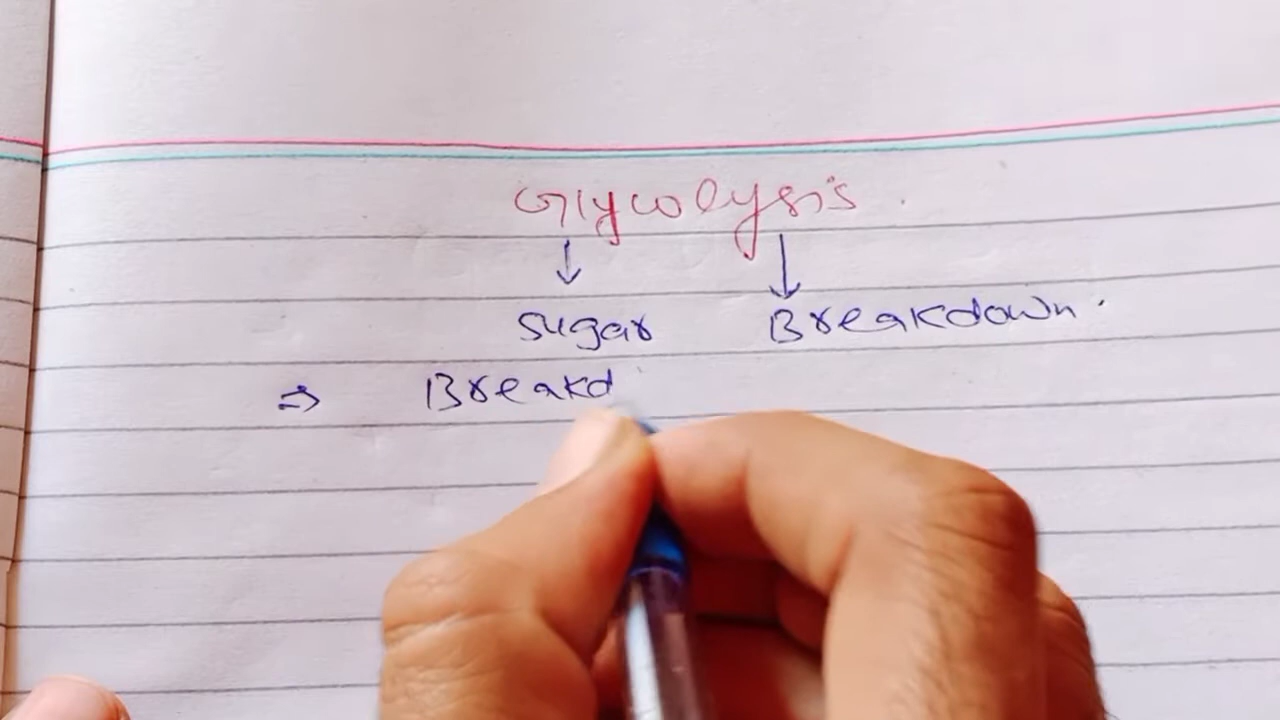 Glycolysis.
↓ ↓
Sugar Breakdown.
⇒ Breakd